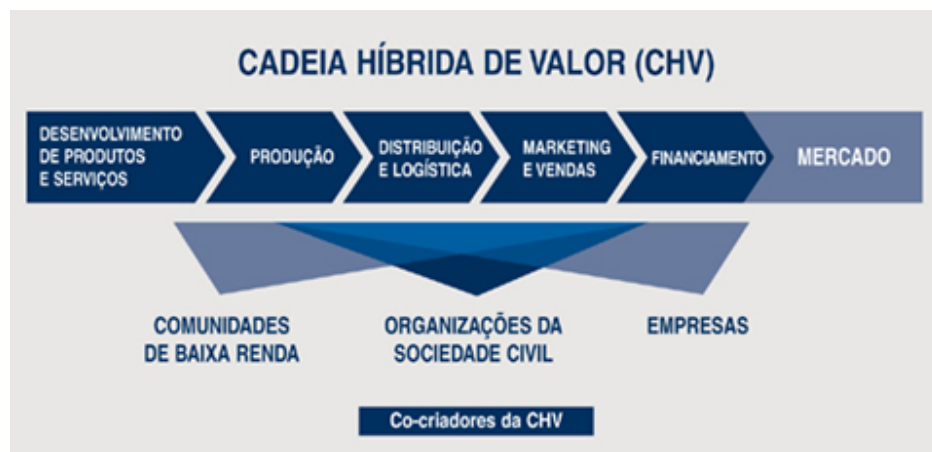 CADEIA HÍBRIDA DE VALOR (CHV)
DESENVOLVIMENTO
DE PRODUTOS
E SERVIÇOS
PRODUÇÃO
DISTRIBUIÇÃO
E LOGÍSTICA
MARKETING
E VENDAS
FINANCIAMENTO
MERCADO
COMUNIDADES
DE BAIXA RENDA
ORGANIZAÇÕES DA
SOCIEDADE CIVIL
EMPRESAS
Co-criadores da CHV